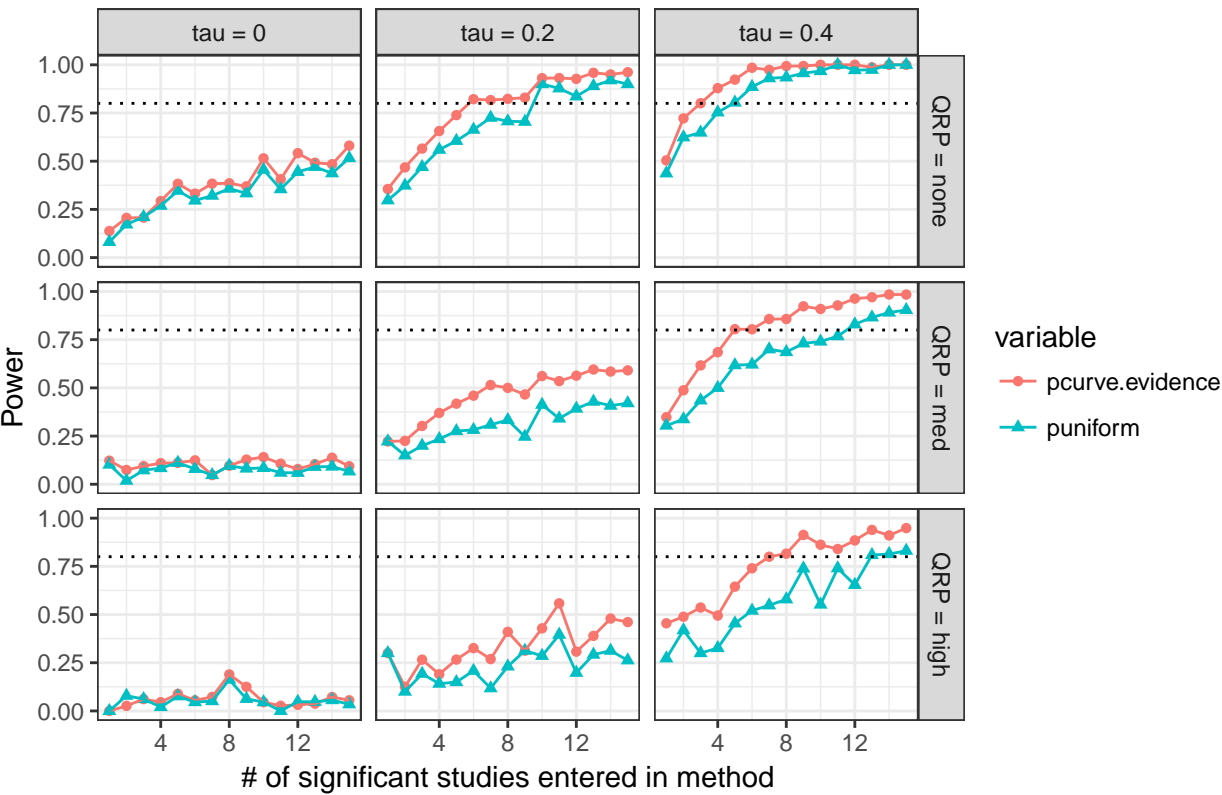 tau = 0
tau = 0.2
tau = 0.4
1.00
0.75
0.50
0.25
0.00
QRP = none
1.00
0.75
0.50
0.25
0.00
QRP = med
1.00
0.75
0.50
0.25
0.00
QRP = high
Power
4 8 12
4 8 12
4 8 12
# of significant studies entered in method
variable
pcurve.evidence
puniform